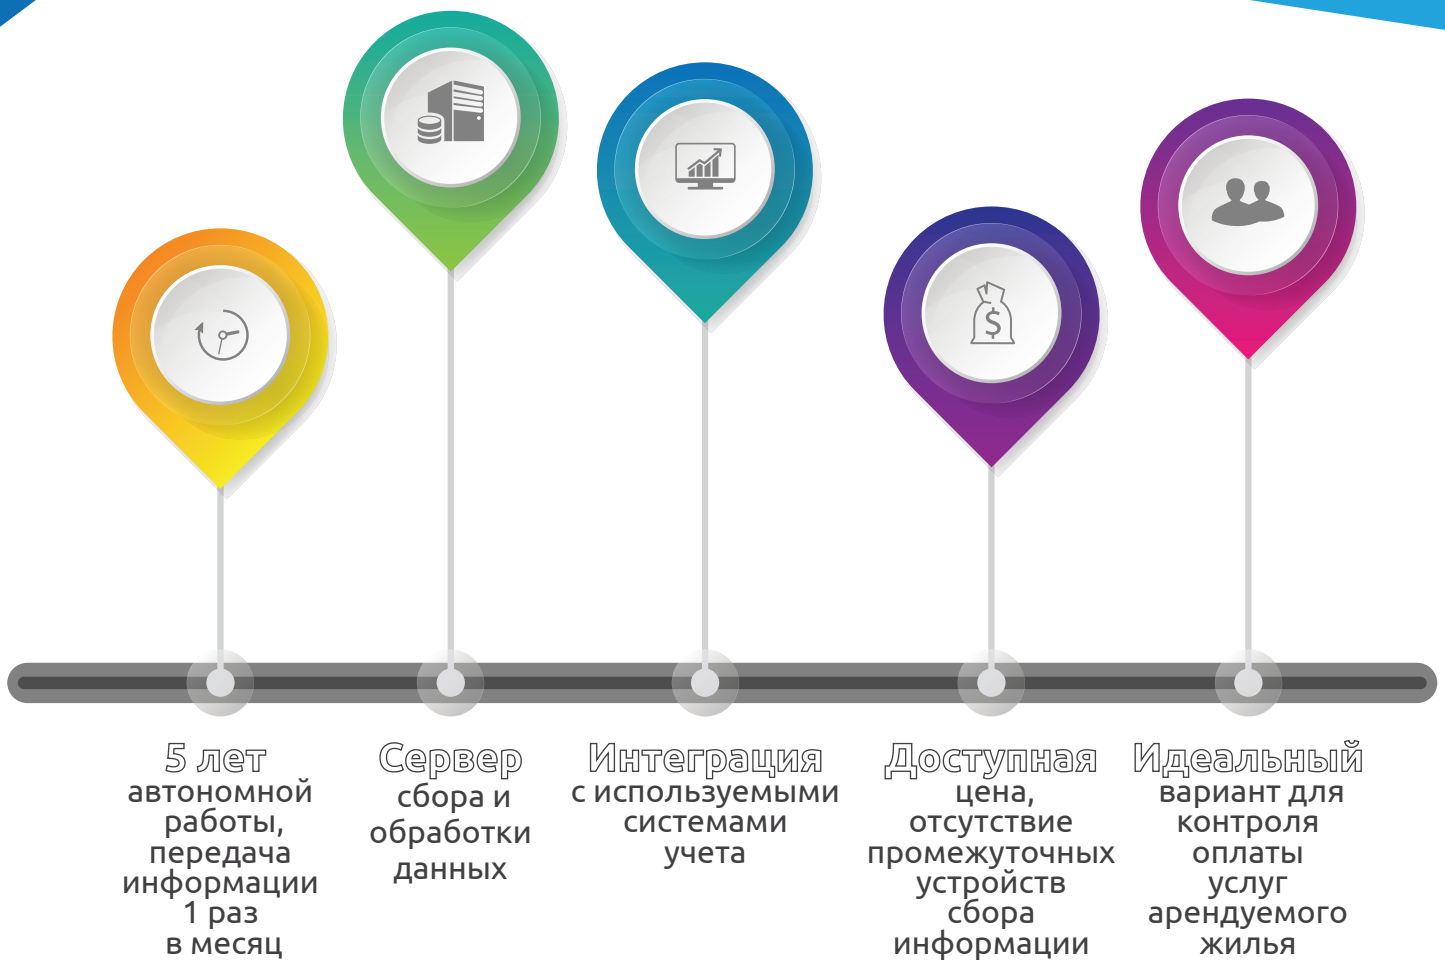 5 лет
автономной
работы,
передача
информации
1 раз
в месяц
Сервер
сбора и
обработки
данных
Интеграция
с используемыми
системами
учета
Доступная
цена,
отсутствие
промежуточных
устройств
сбора
информации
Идеальный
вариант для
контроля
оплаты
услуг
арендуемого
жилья
$